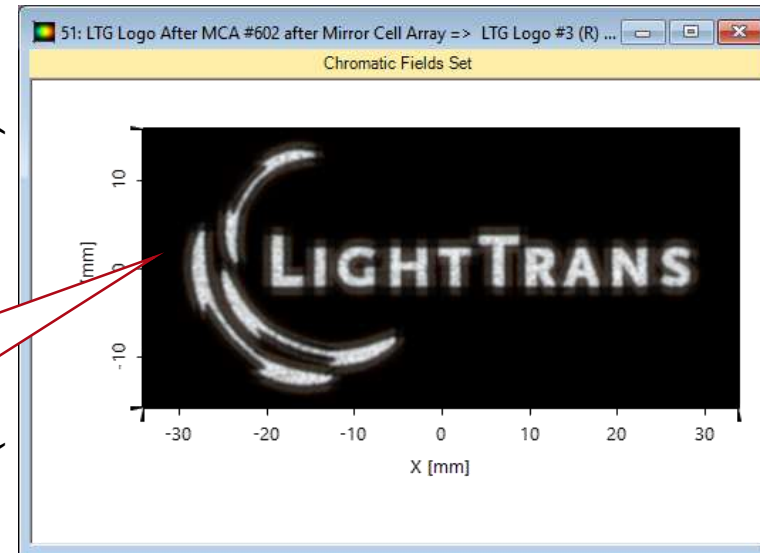 51: LTG Logo After MCA #602 after Mirror Cell Array => LTG Logo #3 (R) ...
Chromatic Fields Set
10
0
-10
[mm]
LIGHTTRANS
-30 -20 -10 0 10 20 30
X [mm]